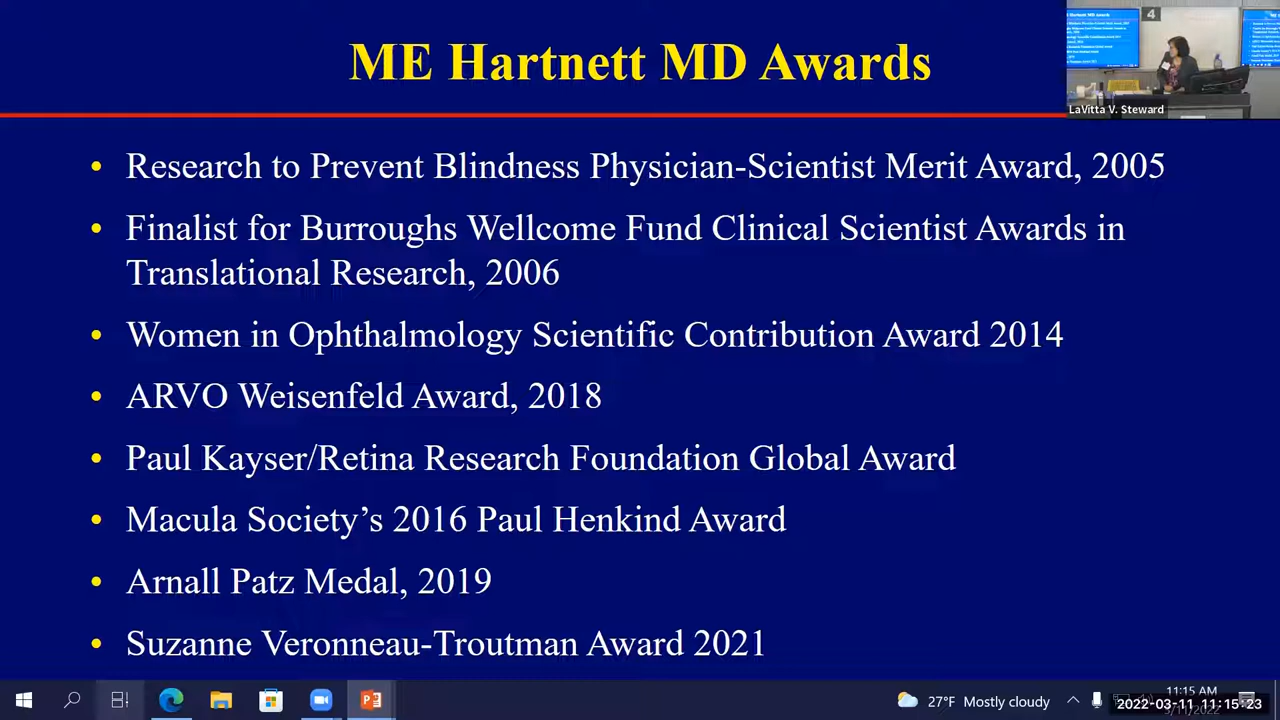 ME Hartnett MD Awards
4
LaVitta V. Steward
• Research to Prevent Blindness Physician-Scientist Merit Award, 2005
• Finalist for Burroughs Wellcome Fund Clinical Scientist Awards in
Translational Research, 2006
• Women in Ophthalmology Scientific Contribution Award 2014
• ARVO Weisenfeld Award, 2018
• Paul Kayser/Retina Research Foundation Global Award
• Macula Society’s 2016 Paul Henkind Award
• Arnall Patz Medal, 2019
• Suzanne Veronneau-Troutman Award 2021
27°F Mostly cloudy
11:15 AM
2022-03-11 11:15:23